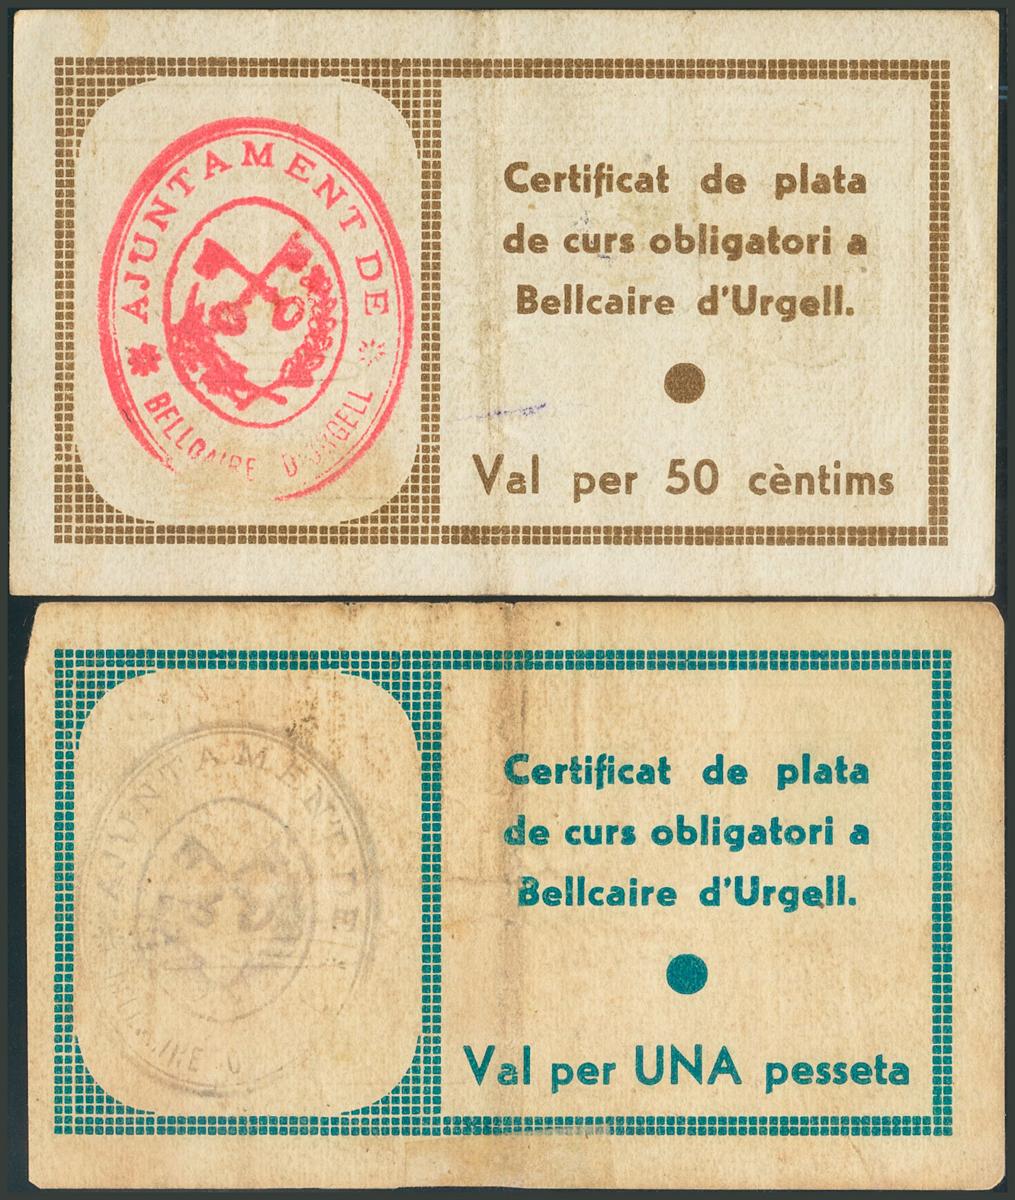 AJUNTAMENT DE
BELLCAIRE D'URGELL
Certificat de plata
de curs obligatori a
Bellcaire d'Urgell.
Val per 50 cèntims
AJUNTAMENT DE
Certificat de plata
de curs obligatori a
Bellcaire d'Urgell.
Val per UNA pesseta